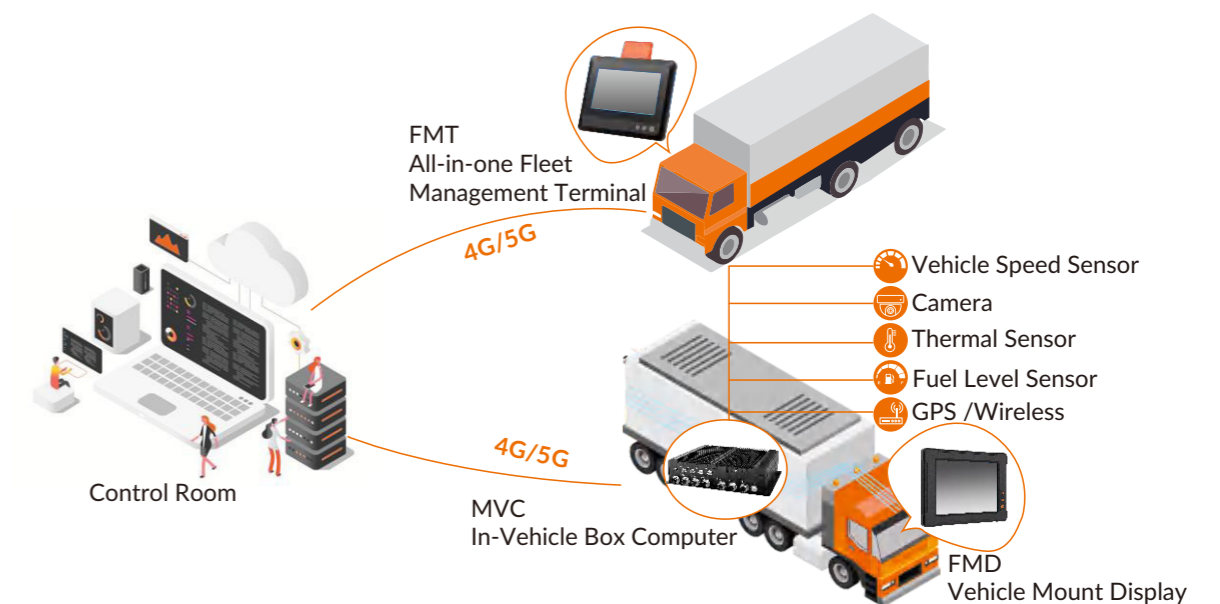 FMT
All-in-one Fleet
Management Terminal
4G/5G
Vehicle Speed Sensor
Camera
Thermal Sensor
Fuel Level Sensor
GPS /Wireless
4G/5G
Control Room
MVC
In-Vehicle Box Computer
FMD
Vehicle Mount Display